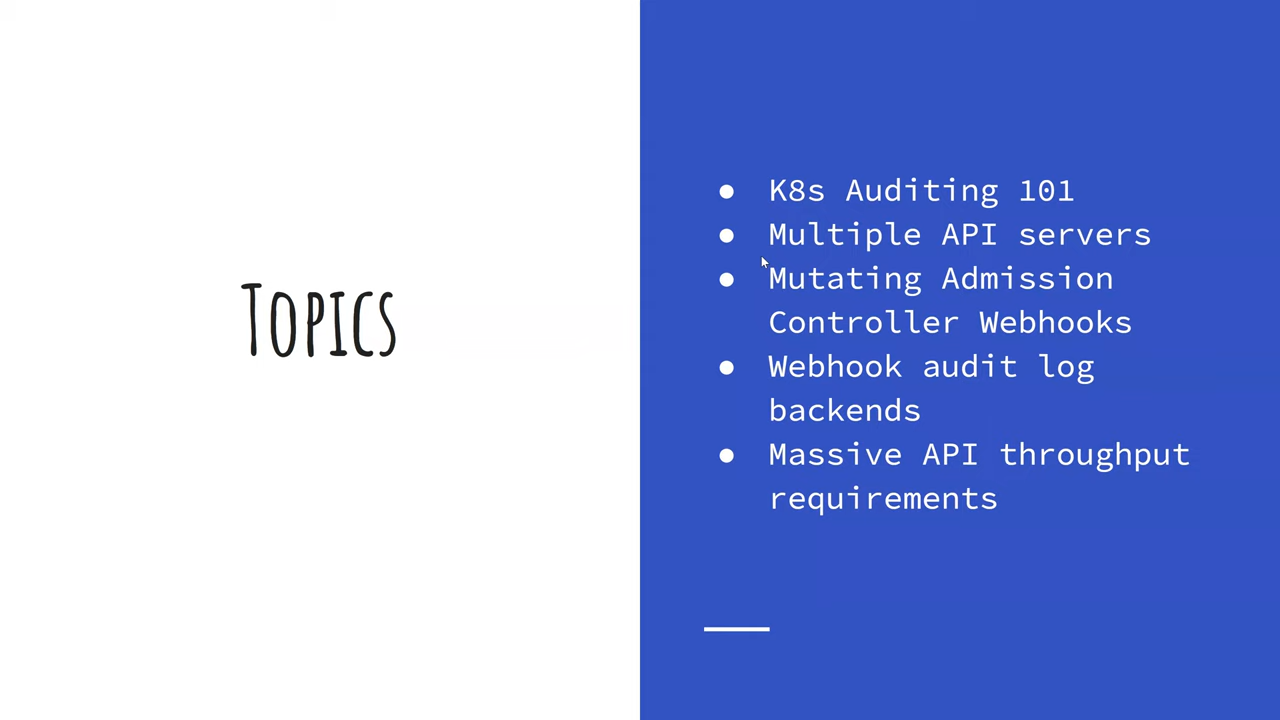 Topics
● K8s Auditing 101
● Multiple API servers
● Mutating Admission
Controller Webhooks
● Webhook audit log
backends
● Massive API throughput
requirements